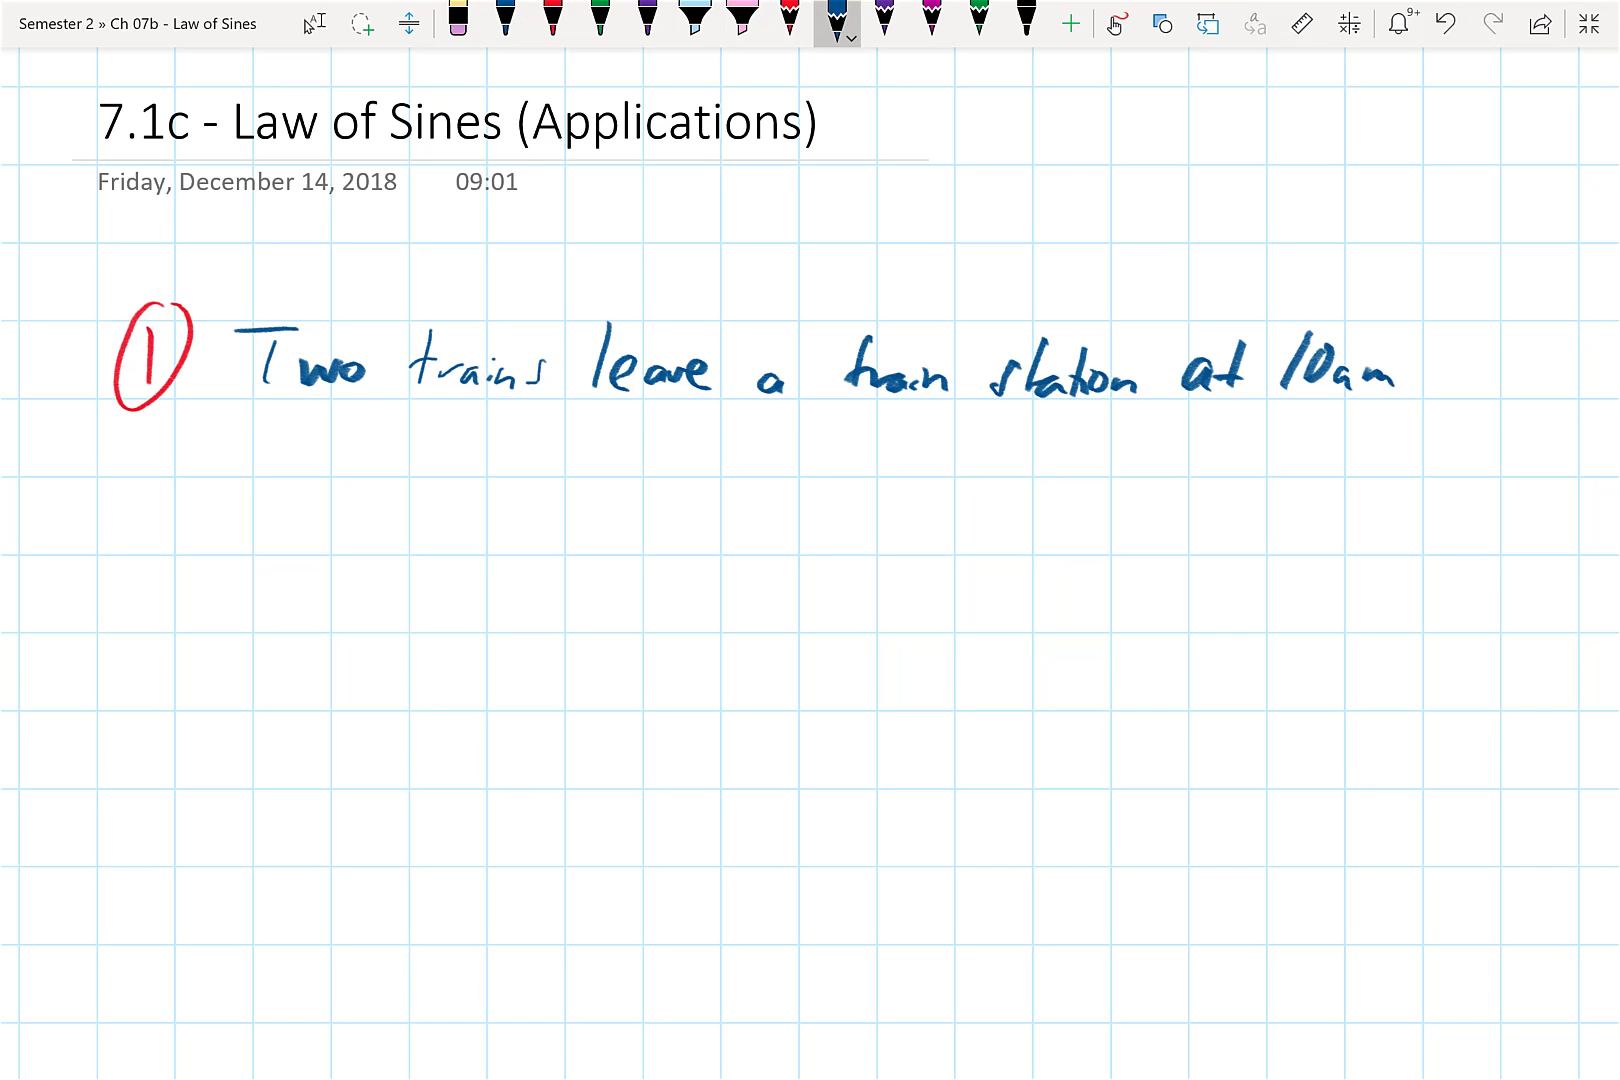 Semester 2 » Ch 07b - Law of Sines
9+
7.1c - Law of Sines (Applications)
Friday, December 14, 2018 09:01
1 Two trains leave a train station at 10am